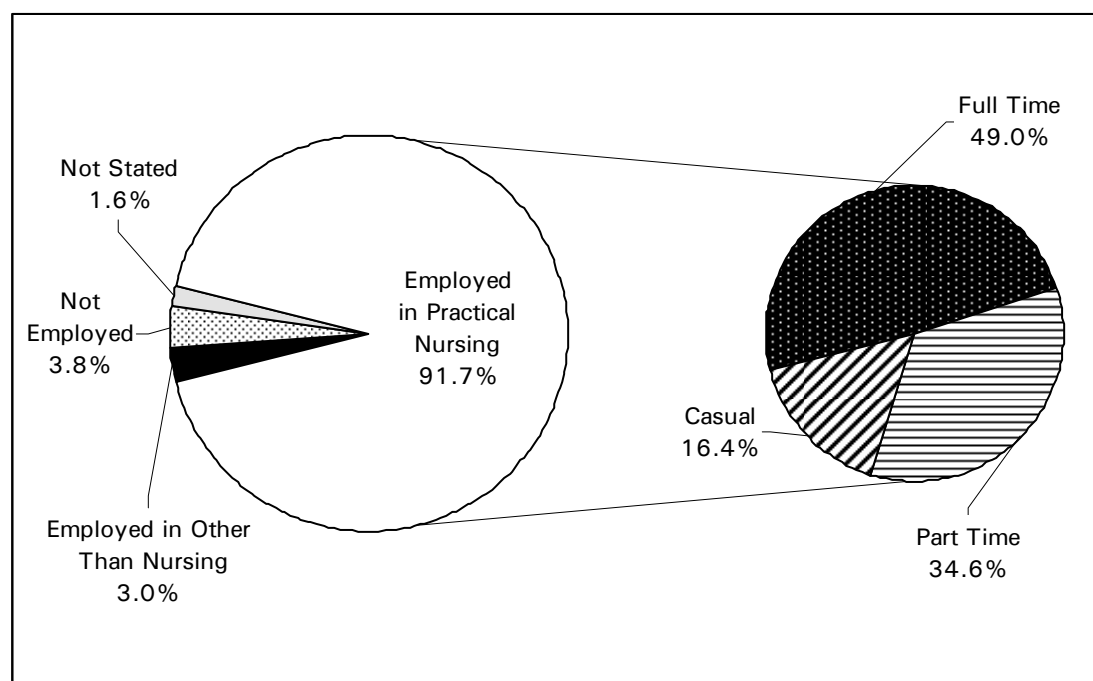 Not Stated
1.6%
Not
Employed
3.8%
Employed in Other
Than Nursing
3.0%
Employed
in Practical
Nursing
91.7%
Full Time
49.0%
Casual
16.4%
Part Time
34.6%